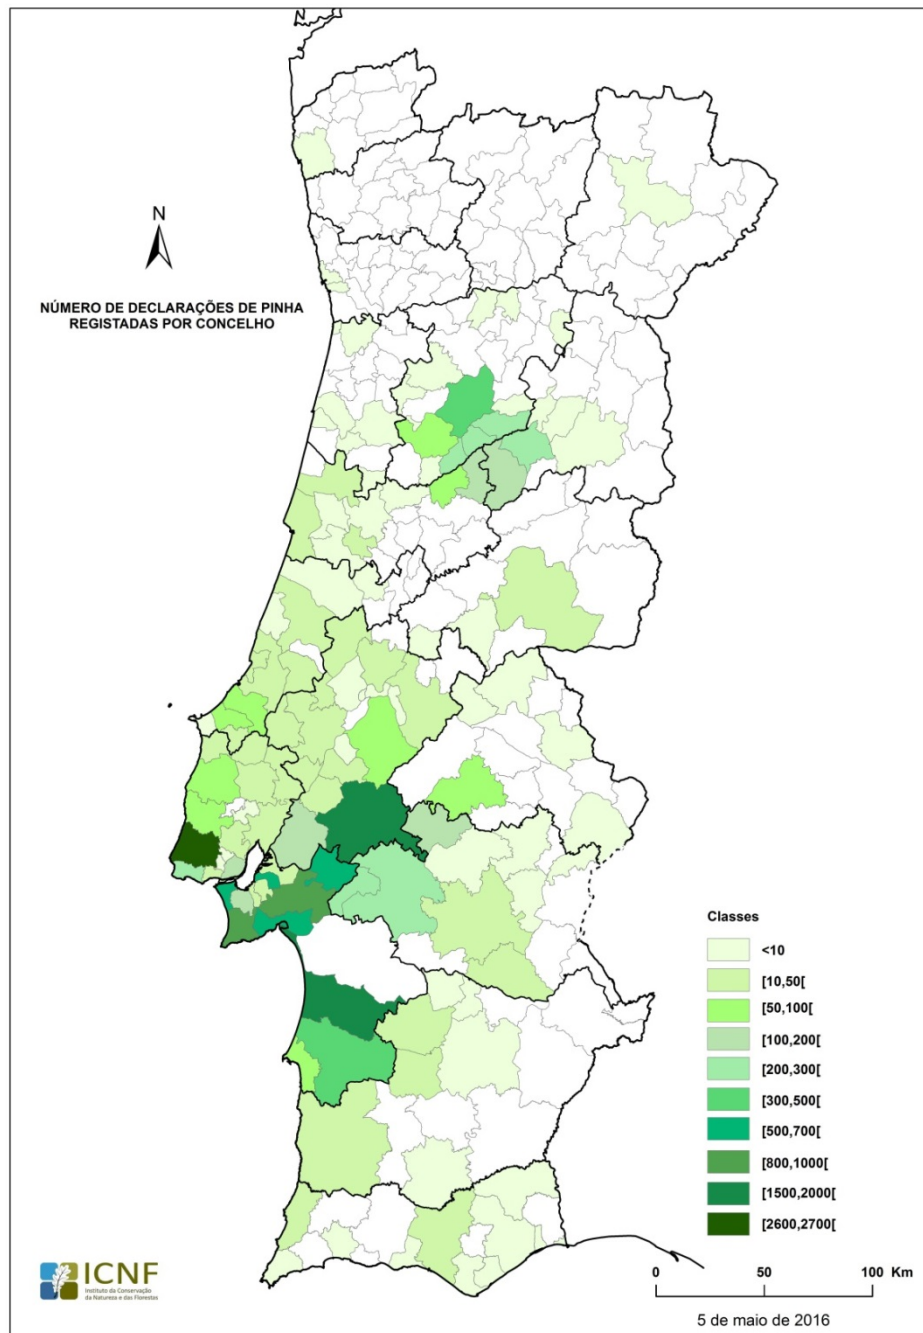 N
N
NÚMERO DE DECLARAÇÕES DE PINHA
REGISTADAS POR CONCELHO
Classes
<10
[10,50[
[50,100[
[100,200[
[200,300[
[300,500[
[500,700[
[800,1000[
[1500,2000[
[2600,2700[
ICNF
Instituto da Conservação
da Natureza e das Florestas
0 50 100 Km
5 de maio de 2016